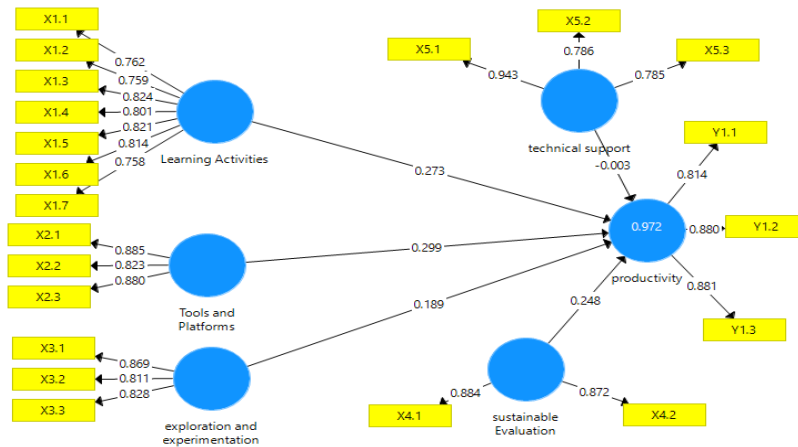 X1.1
X1.2
X1.3
X1.4
X1.5
X1.6
X1.7
0.762
0.759
0.824
0.801
0.821
0.814
0.758
Learning Activities
0.273
X2.1
X2.2
X2.3
0.885
0.823
0.880
Tools and
Platforms
0.299
X3.1
X3.2
X3.3
0.869
0.811
0.828
exploration and
experimentation
0.189
X5.1
X5.2
X5.3
0.943
0.786
0.785
technical support
-0.003
0.972
productivity
Y1.1
Y1.2
Y1.3
0.814
0.880
0.881
0.248
X4.1
X4.2
0.884
0.872
sustainable
Evaluation